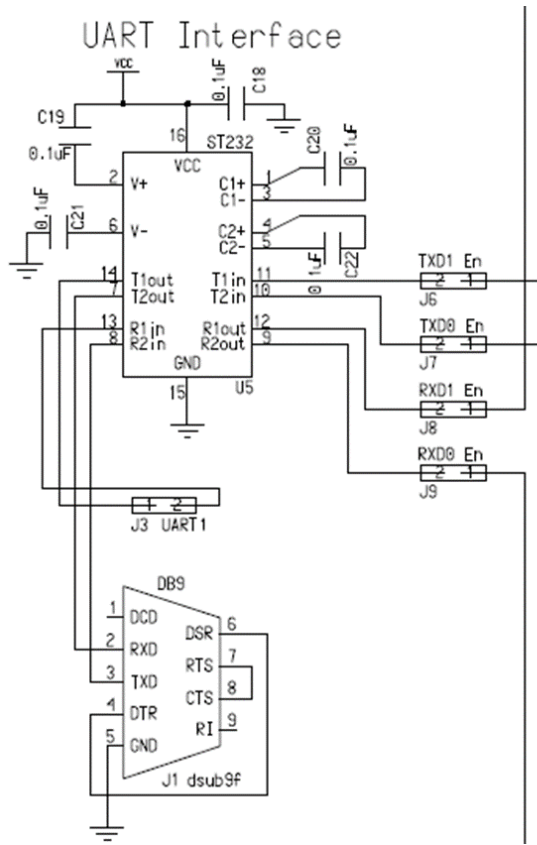 UART Interface
VCC
0.1uF
C18
C19
0.1uF
16
ST232
VCC
C20
0.1uF
2
V+
C1+
1
C1-
3
0.1uF
C21
6
V-
C2+
4
C2-
5
0.1uF
C22
14
T1out
T1in
11
7
T2out
T2in
10
13
R1in
R1out
12
8
R2in
R2out
9
GND
15
U5
TXD1 En
2 1
J6
TXD0 En
2 1
J7
RXD1 En
2 1
J8
RXD0 En
2 1
J9
1 2
J3 UART1
DB9
1
DCD
DSR
6
2
RXD
RTS
7
3
TXD
CTS
8
4
DTR
RI
9
5
GND
J1 dsub9f